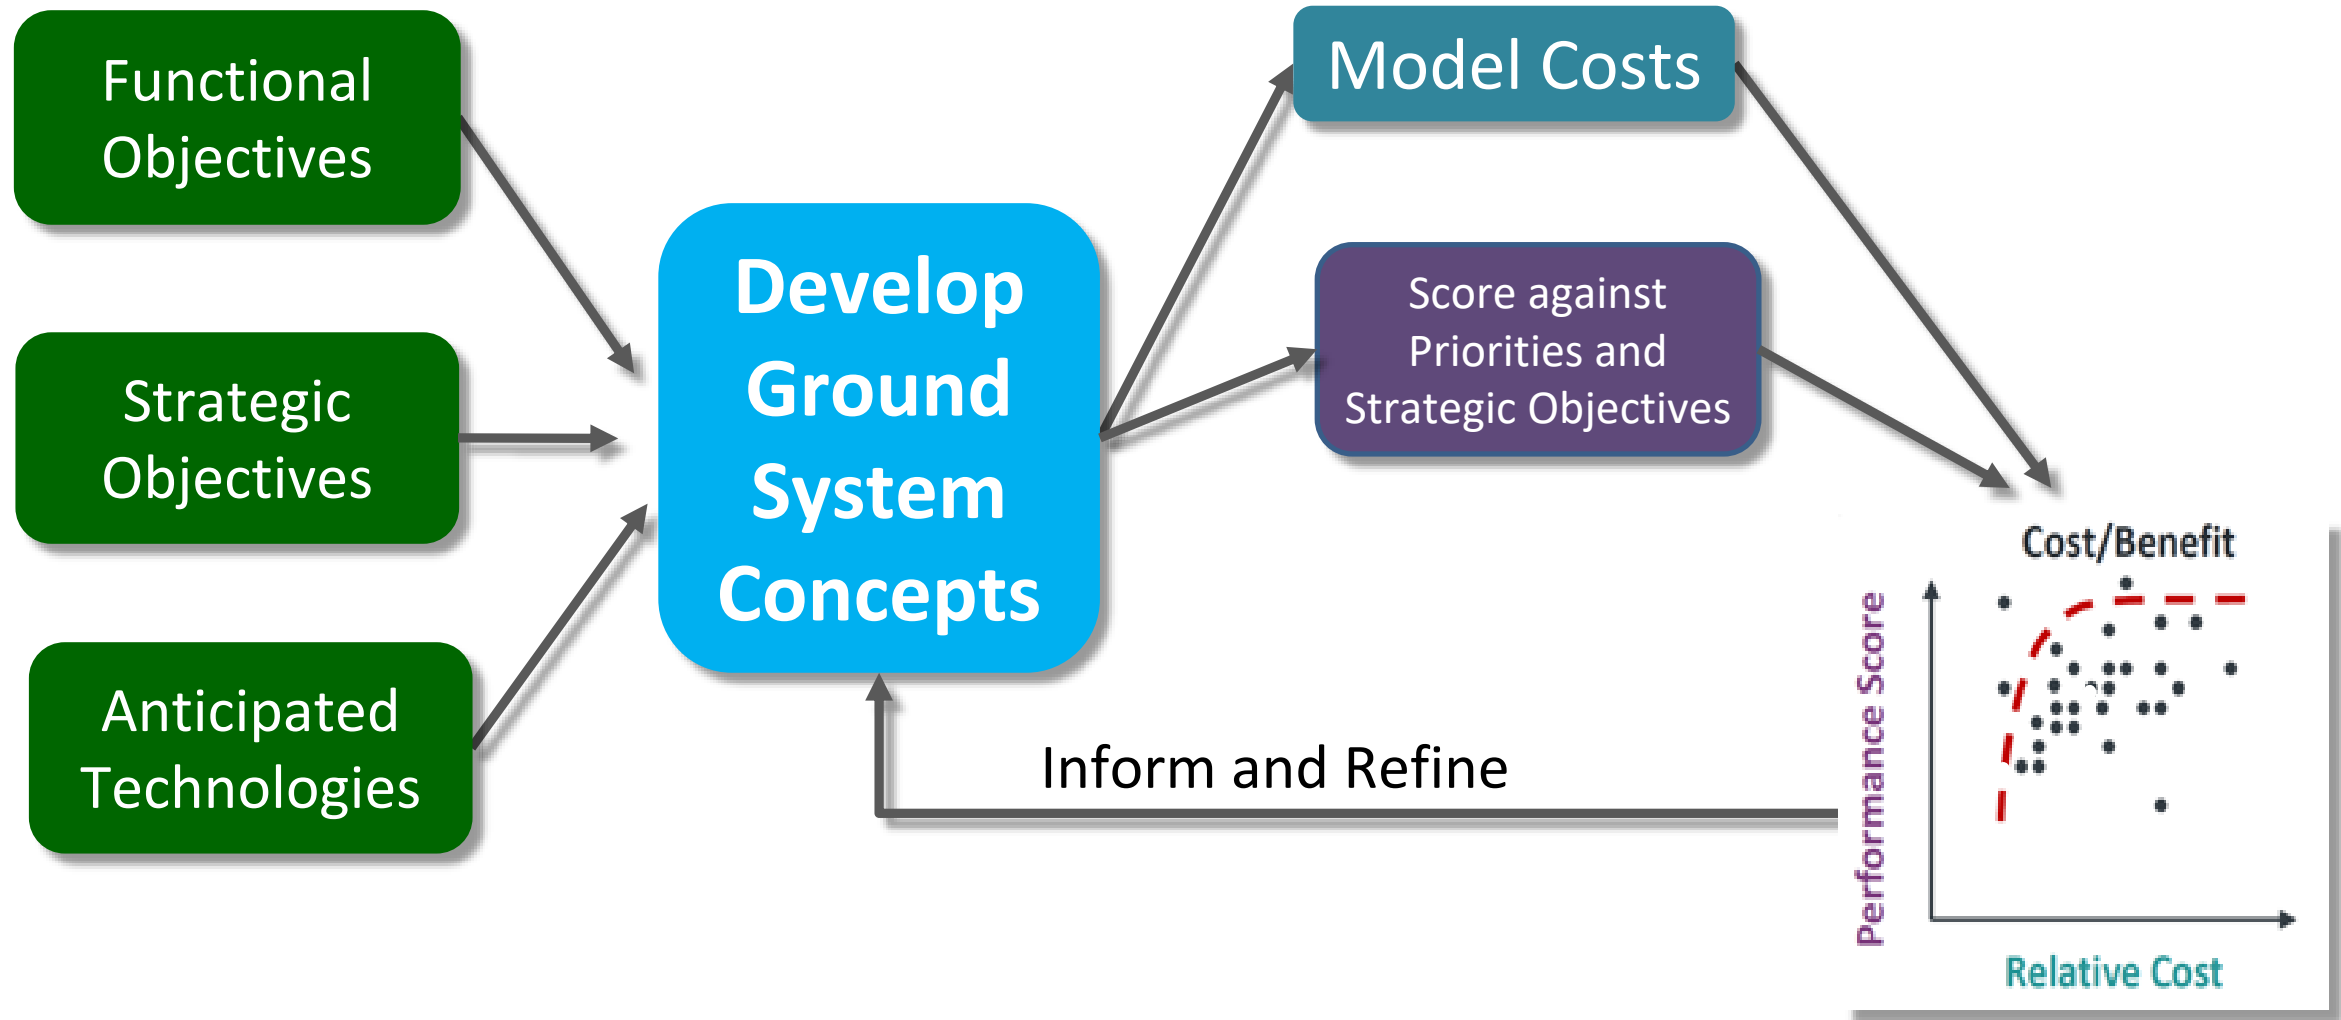 Functional
Objectives
Strategic
Objectives
Anticipated
Technologies
Develop
Ground
System
Concepts
Model Costs
Score against
Priorities and
Strategic Objectives
Inform and Refine
Cost/Benefit
Performance Score
Relative Cost